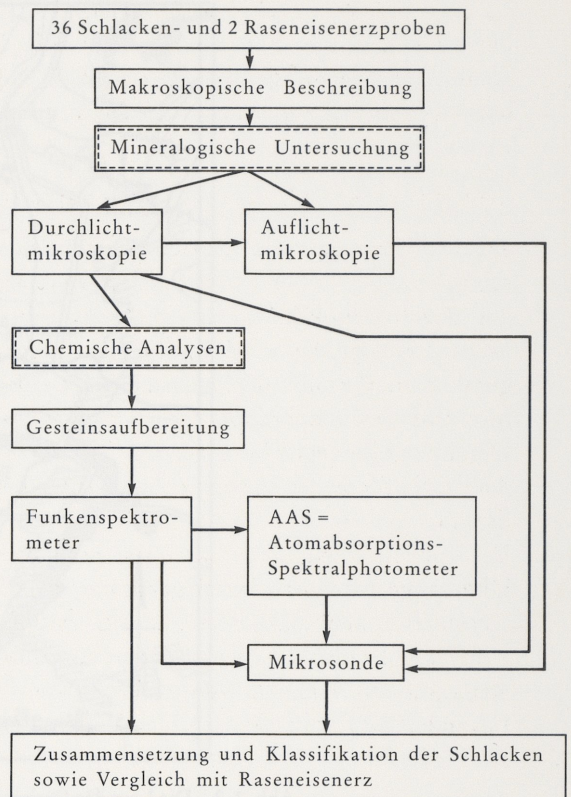 36 Schlacken- und 2 Raseneisenerzproben
Makroskopische Beschreibung
Mineralogische Untersuchung
Durchlicht-
mikroskopie
Auflicht-
mikroskopie
Chemische Analysen
Gesteinsaufbereitung
Funkenspektro-
meter
AAS =
Atomabsorptions-
Spektralphotometer
Mikrosonde
Zusammensetzung und Klassifikation der Schlacken
sowie Vergleich mit Raseneisenerz